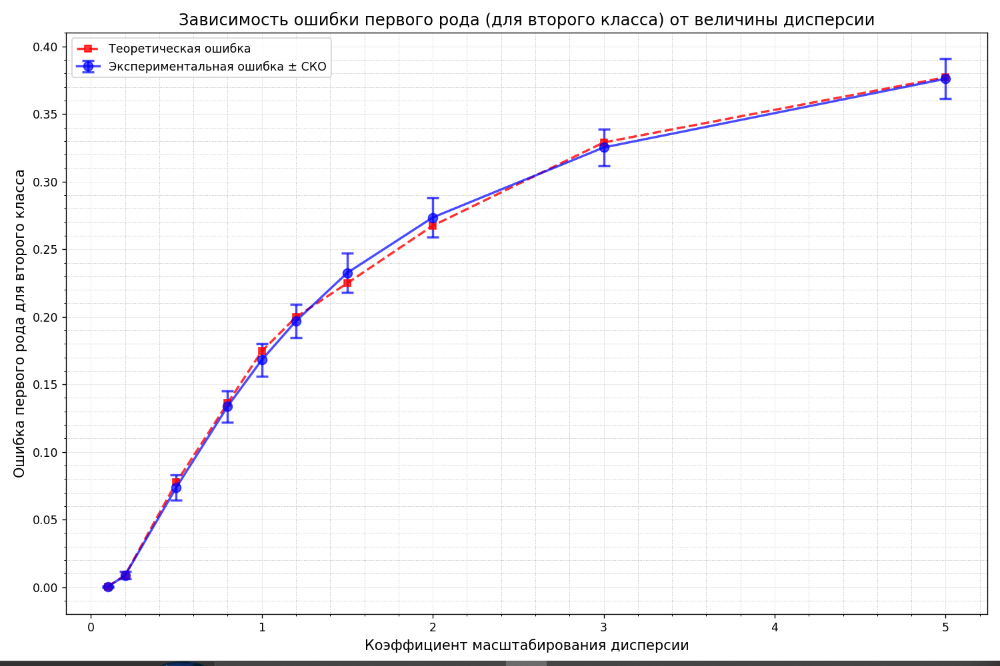 Зависимость ошибки первого рода (для второго класса) от величины дисперсии
Теоретическая ошибка
Экспериментальная ошибка ± СКО
Ошибка первого рода для второго класса
0.40
0.35
0.30
0.25
0.20
0.15
0.10
0.05
0.00
0 1 2 3 4 5
Коэффициент масштабирования дисперсии